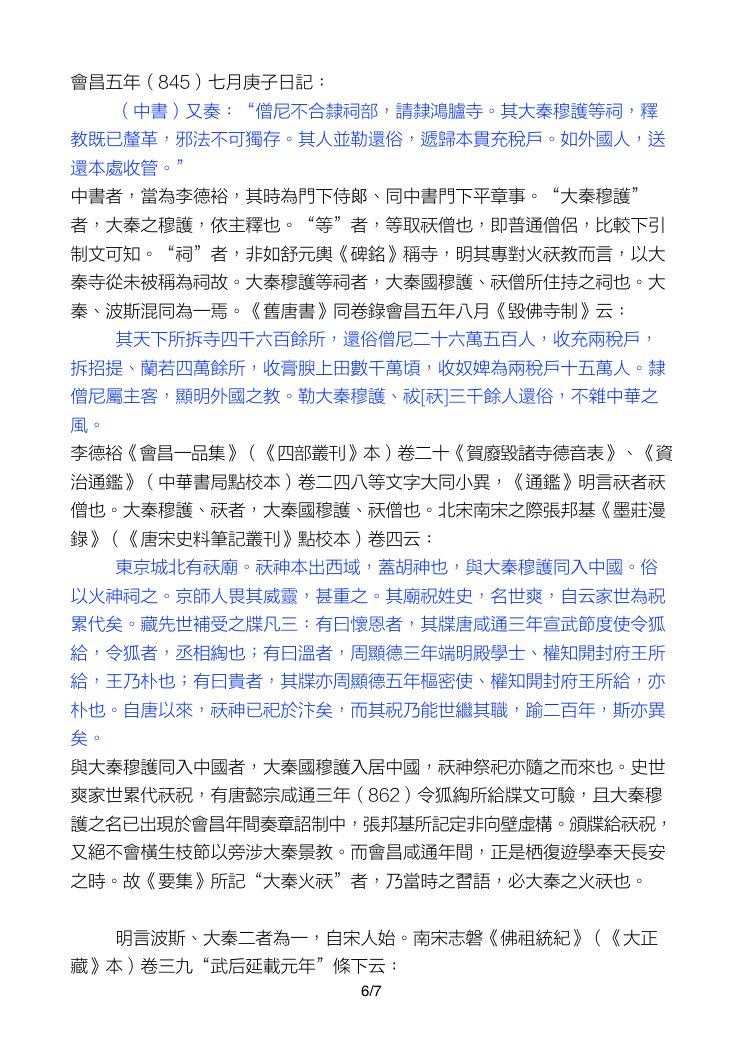 會昌五年（845）七月庚子日記：
（中書）又奏：“僧尼不合隸祠部，請隸鴻臚寺。其大秦穆護等祠，釋
教既已釐革，邪法不可獨存。其人並勒還俗，遞歸本貫充稅戶。如外國人，送
還本處收管。”
中書者，當為李德裕，其時為門下侍郎、同中書門下平章事。“大秦穆護”
者，大秦之穆護，依主釋也。“等”者，等取祆僧也，即普通僧侶，比較下引
制文可知。“祠”者，非如舒元輿《碑銘》稱寺，明其專對火祆教而言，以大
秦寺從未被稱為祠故。大秦穆護等祠者，大秦國穆護、祆僧所住持之祠也。大
秦、波斯混同為一焉。《舊唐書》同卷錄會昌五年八月《毀佛寺制》云：
其天下所拆寺四千六百餘所，還俗僧尼二十六萬五百人，收充兩稅戶，
拆招提、蘭若四萬餘所，收膏腴上田數千萬頃，收奴婢為兩稅戶十五萬人。隸
僧尼屬主客，顯明外國之教。勒大秦穆護、祓[祆]三千餘人還俗，不雜中華之
風。
李德裕《會昌一品集》（《四部叢刊》本）卷二十《賀廢毀諸寺德音表》、《資
治通鑑》（中華書局點校本）卷二四八等文字大同小異，《通鑑》明言祆者祆
僧也。大秦穆護、祆者，大秦國穆護、祆僧也。北宋南宋之際張邦基《墨莊漫
錄》（《唐宋史料筆記叢刊》點校本）卷四云：
東京城北有祆廟。祆神本出西域，蓋胡神也，與大秦穆護同入中國。俗
以火神祠之。京師人畏其威靈，甚重之。其廟祝姓史，名世爽，自云家世為祝
累代矣。藏先世補受之牒凡三：有曰懷恩者，其牒唐咸通三年宣武節度使令狐
給，令狐者，丞相綯也；有曰溫者，周顯德三年端明殿學士、權知開封府王所
給，王乃朴也；有曰貴者，其牒亦周顯德五年樞密使、權知開封府王所給，亦
朴也。自唐以來，祆神已祀於汴矣，而其祝乃能世繼其職，踰二百年，斯亦異
矣。
與大秦穆護同入中國者，大秦國穆護入居中國，祆神祭祀亦隨之而來也。史世
爽家世累代祆祝，有唐懿宗咸通三年（862）令狐綯所給牒文可驗，且大秦穆
護之名已出現於會昌年間奏章詔制中，張邦基所記定非向壁虛構。頒牒給祆祝，
又絕不會橫生枝節以旁涉大秦景教。而會昌咸通年間，正是栖復遊學奉天長安
之時。故《要集》所記“大秦火祆”者，乃當時之習語，必大秦之火祆也。
明言波斯、大秦二者為一，自宋人始。南宋志磐《佛祖統紀》（《大正
藏》本）卷三九“武后延載元年”條下云：
6/7